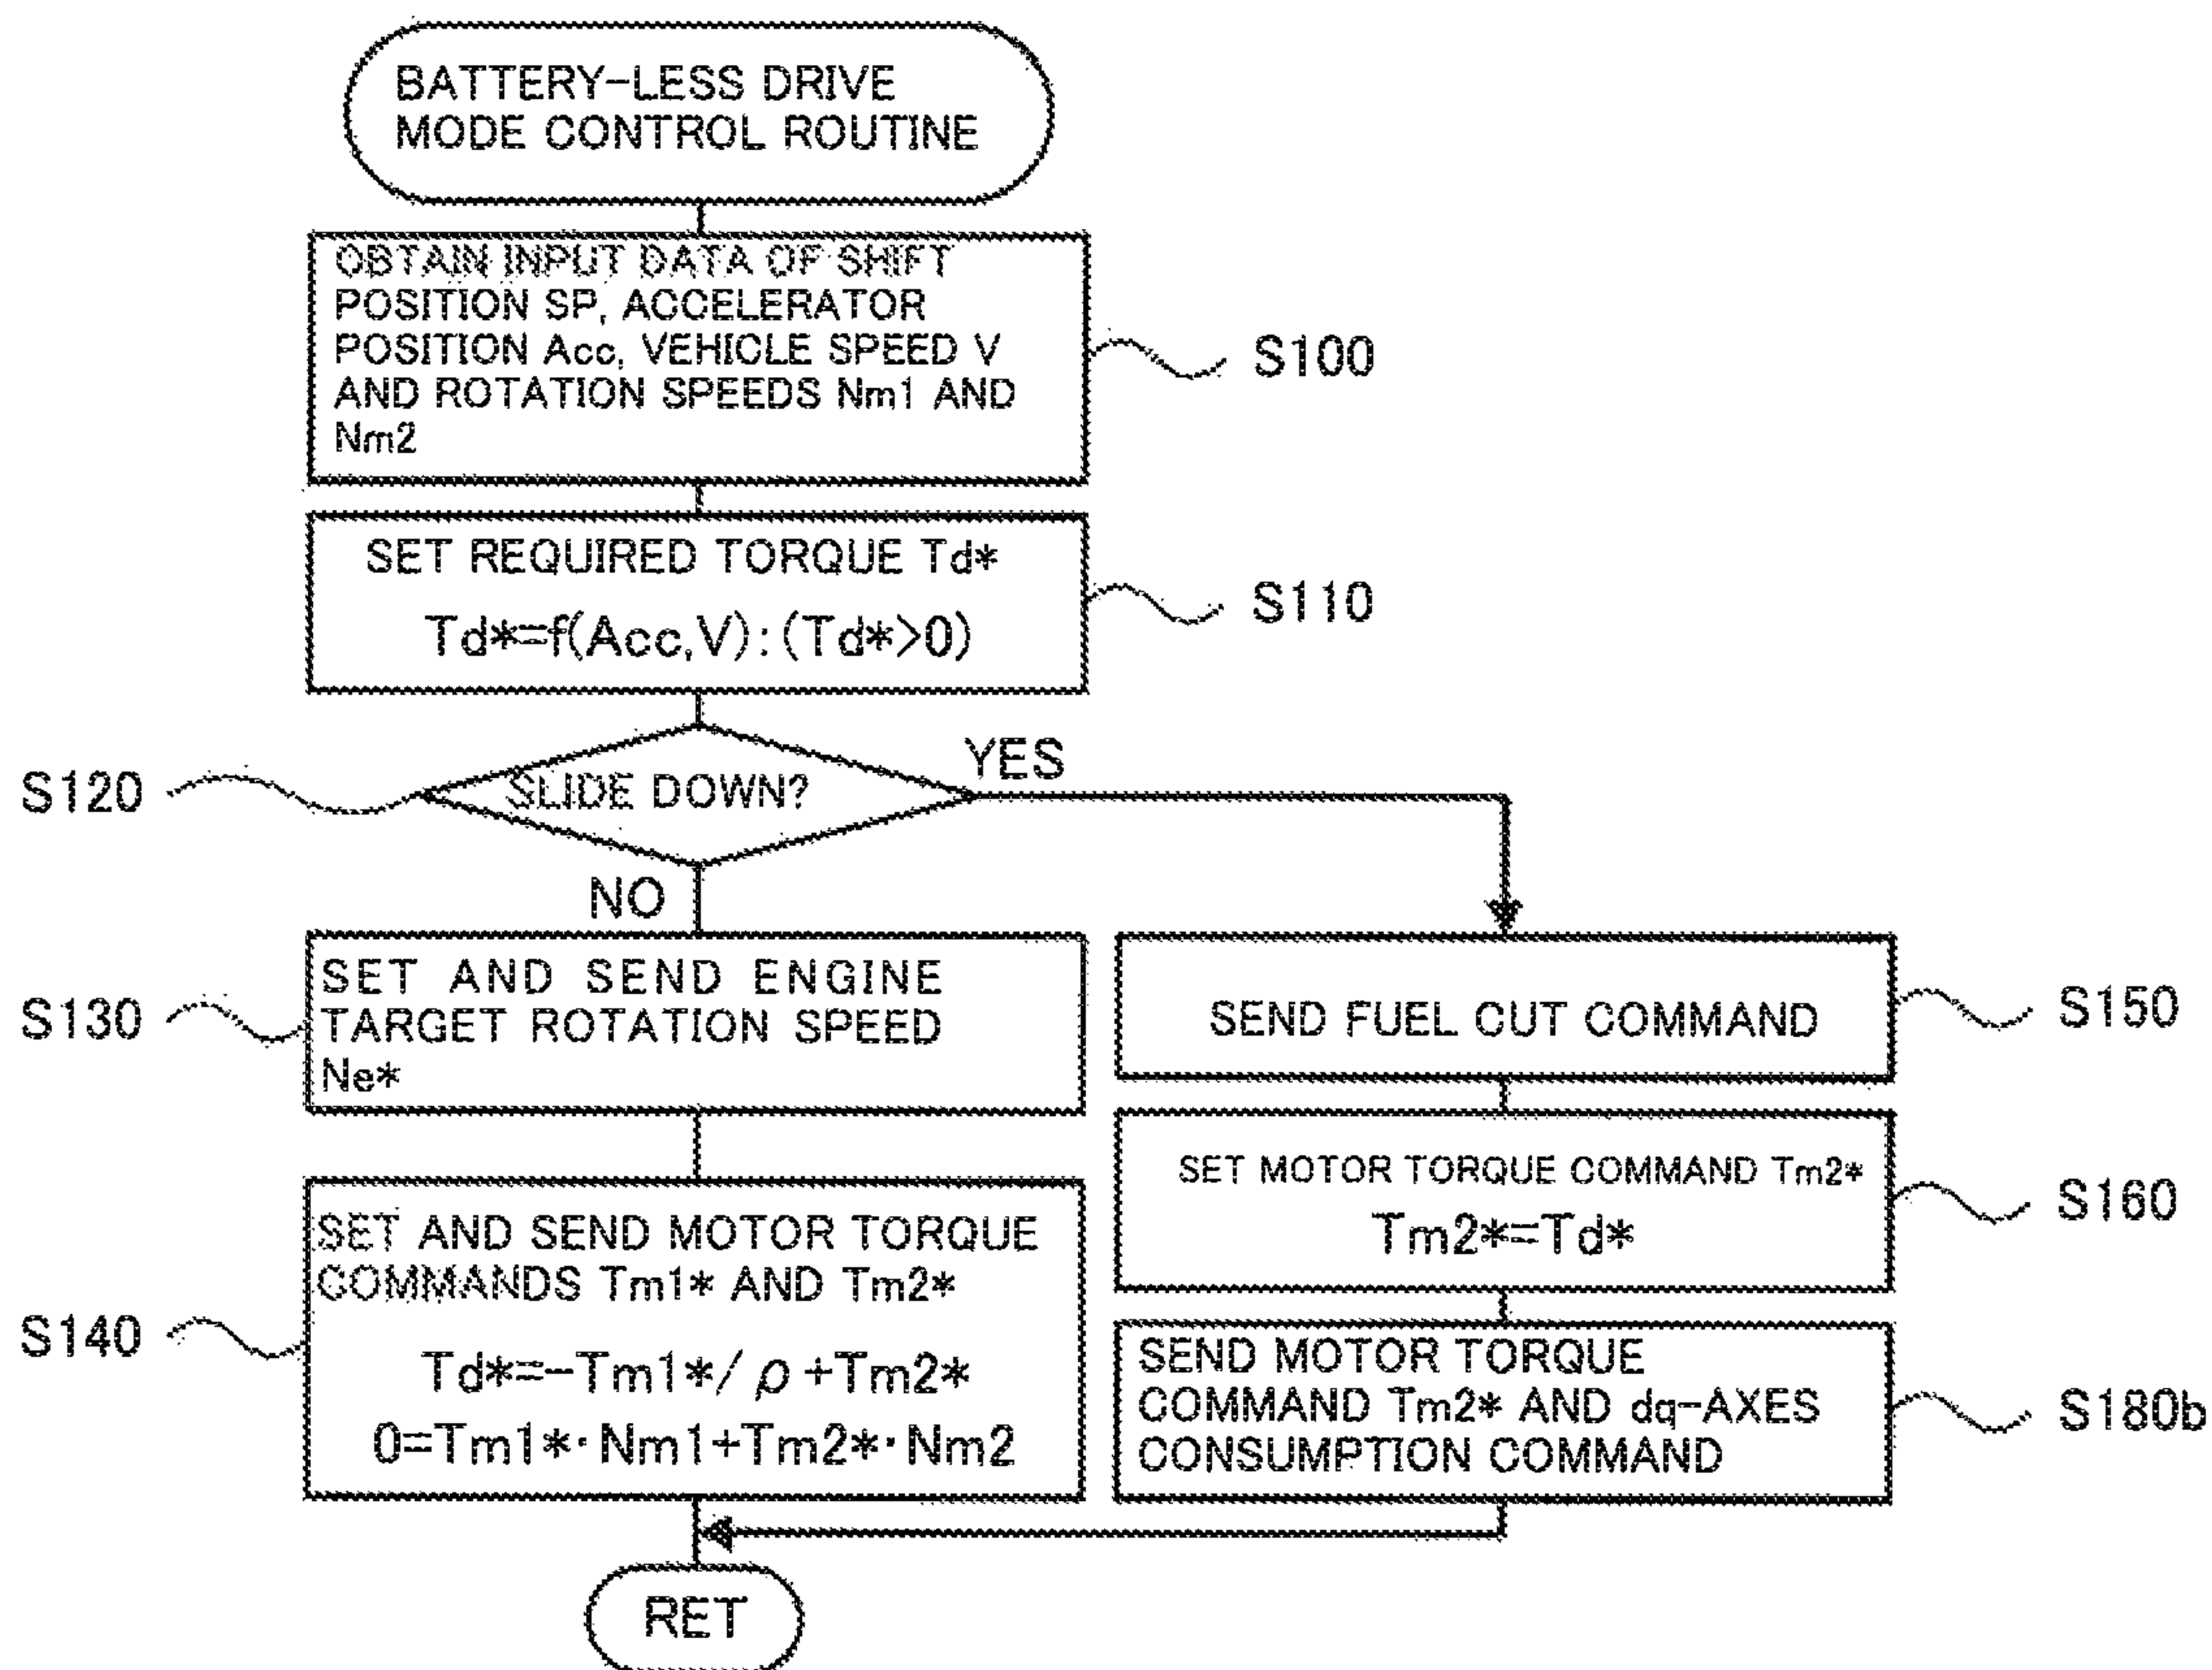 BATTERY-LESS DRIVE
MODE CONTROL ROUTINE
OBTAIN INPUT DATA OF SHIFT
POSITION SP, ACCELERATOR
POSITION Acc, VEHICLE SPEED V
AND ROTATION SPEEDS Nm1 AND
Nm2
S100
SET REQUIRED TORQUE Td*
Td*=f(Acc,V):(Td*>0)
S110
S120
SLIDE DOWN?
YES
NO
S130
SET AND SEND ENGINE
TARGET ROTATION SPEED
Ne*
S140
SET AND SEND MOTOR TORQUE
COMMANDS Tm1* AND Tm2*
Td*=-Tm1*/ρ+Tm2*
0=Tm1*·Nm1+Tm2*·Nm2
SEND FUEL CUT COMMAND
S150
SET MOTOR TORQUE COMMAND Tm2*
Tm2*=Td*
S160
SEND MOTOR TORQUE
COMMAND Tm2* AND dq-AXES
CONSUMPTION COMMAND
S180b
RET